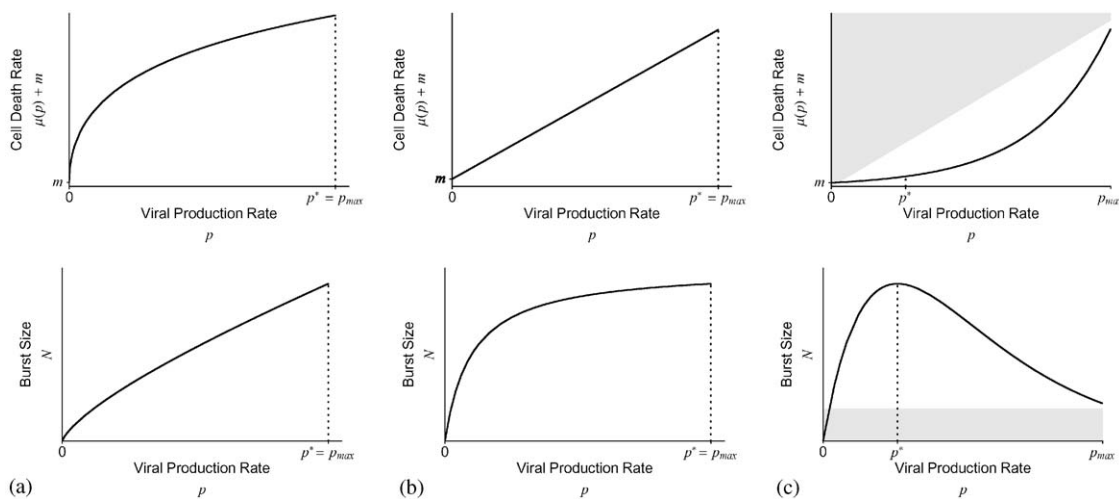 Cell Death Rate
μ(p) + m
m
0
p* = pmax
Viral Production Rate
p
Cell Death Rate
μ(p) + m
m
0
p* = pmax
Viral Production Rate
p
Cell Death Rate
μ(p) + m
m
0
p*
pma
Viral Production Rate
p
Burst Size
N
0
p* = pmax
Viral Production Rate
p
(a)
Burst Size
N
0
p* = pmax
Viral Production Rate
p
(b)
Burst Size
N
0
p*
pmax
Viral Production Rate
p
(c)